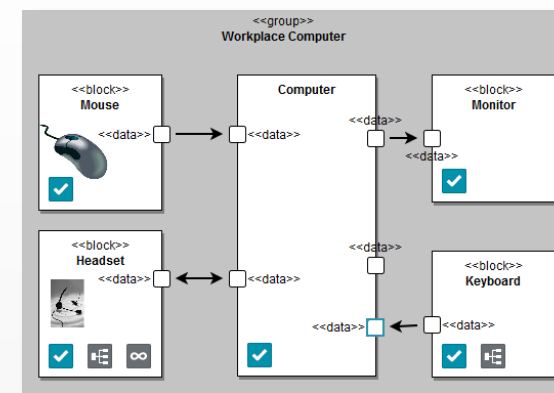 <<group>>
Workplace Computer
<<block>>
Mouse
<<data>>
Computer
<<data>>
<<data>>
<<block>>
Monitor
<<data>>
<<block>>
Headset
<<data>>
<<data>>
<<data>>
<<data>>
<<block>>
Keyboard
<<data>>